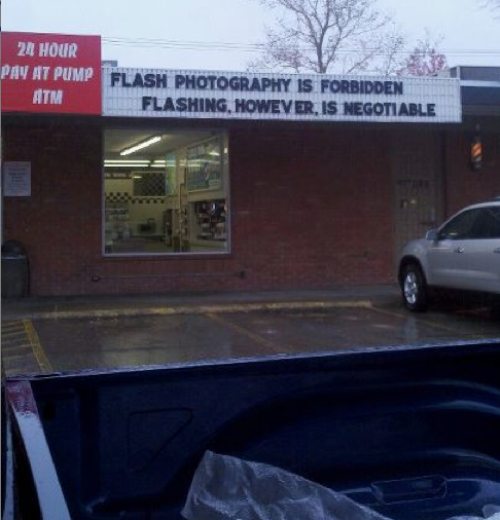 24 HOUR
PAY AT PUMP
ATM
FLASH PHOTOGRAPHY IS FORBIDDEN
FLASHING, HOWEVER, IS NEGOTIABLE